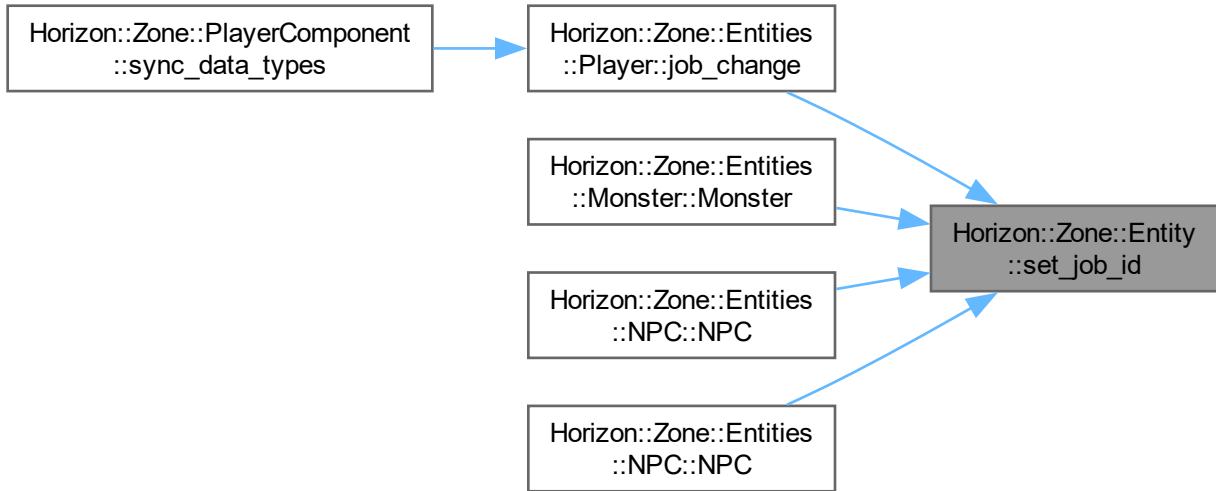 Horizon::Zone::PlayerComponent
::sync_data_types
Horizon::Zone::Entities
::Player::job_change
Horizon::Zone::Entities
::Monster::Monster
Horizon::Zone::Entities
::NPC::NPC
Horizon::Zone::Entities
::NPC::NPC
Horizon::Zone::Entity
::set_job_id